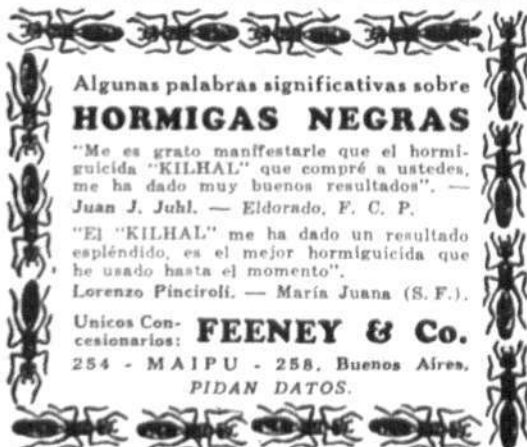 Algunas palabras significativas sobre
HORMIGAS NEGRAS
"Me es grato manifestarle que el hormi-
guicida "KILHAL" que compré a ustedes,
me ha dado muy buenos resultados". —
Juan J. Juhl. — Eldorado, F. C. P.
"El "KILHAL" me ha dado un resultado
espléndido, es el mejor hormiguicida que
he usado hasta el momento".
Lorenzo Pinciroli. — María Juana (S. F.).
Unicos Con-
cesionarios: FEENEY & Co.
254 - MAIPU - 258, Buenos Aires.
PIDAN DATOS.